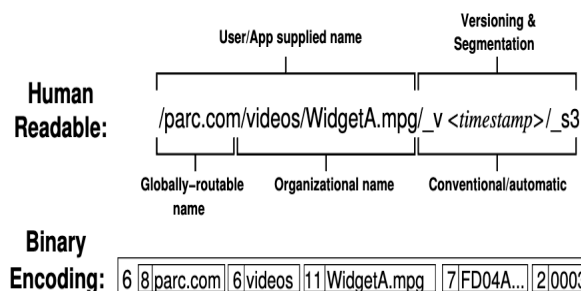 User/App supplied name
Versioning &
Segmentation
Human
Readable:
/parc.com/videos/WidgetA.mpg/_v <timestamp>/_s3
Globally-routable
name
Organizational name
Conventional/automatic
Binary
Encoding:
6 8 parc.com 6 videos 11 WidgetA.mpg 7 FD04A... 2 0003